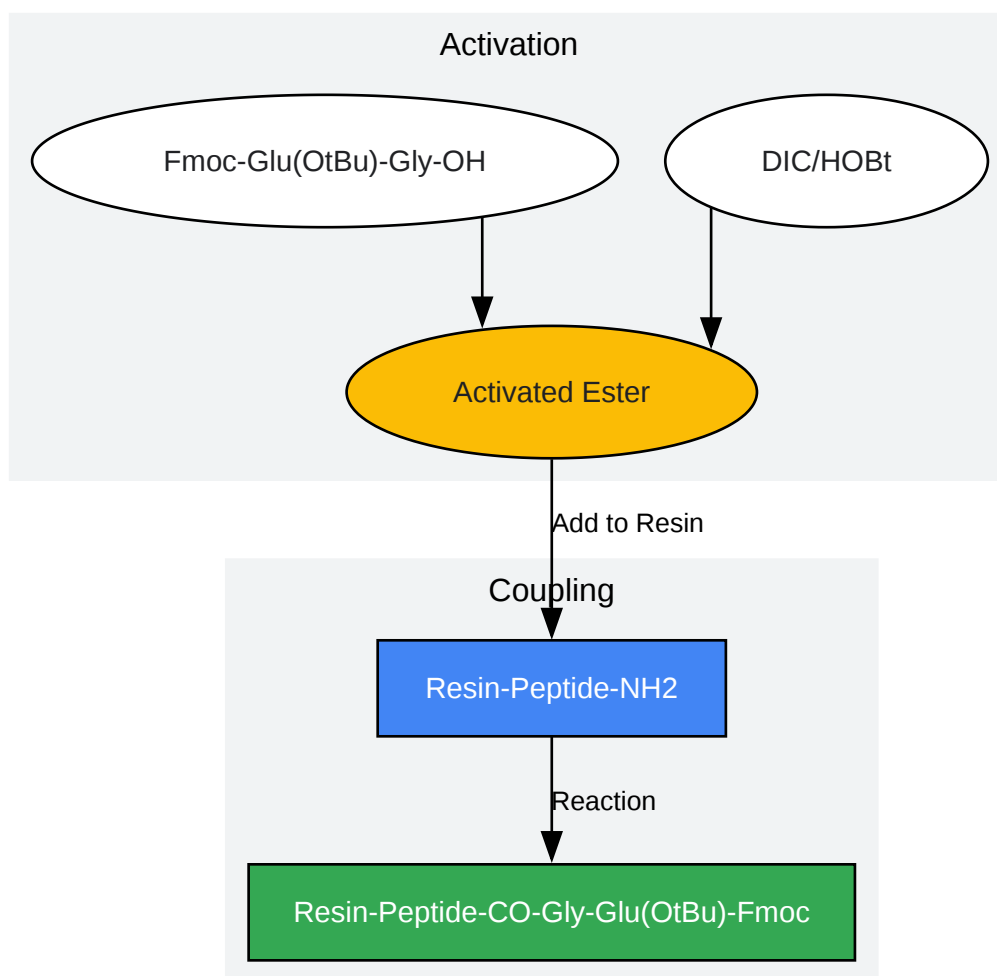 Activation
Fmoc-Glu(OtBu)-Gly-OH
DIC/HOBt
Activated Ester
Add to Resin
Coupling
Resin-Peptide-NH2
Reaction
Resin-Peptide-CO-Gly-Glu(OtBu)-Fmoc